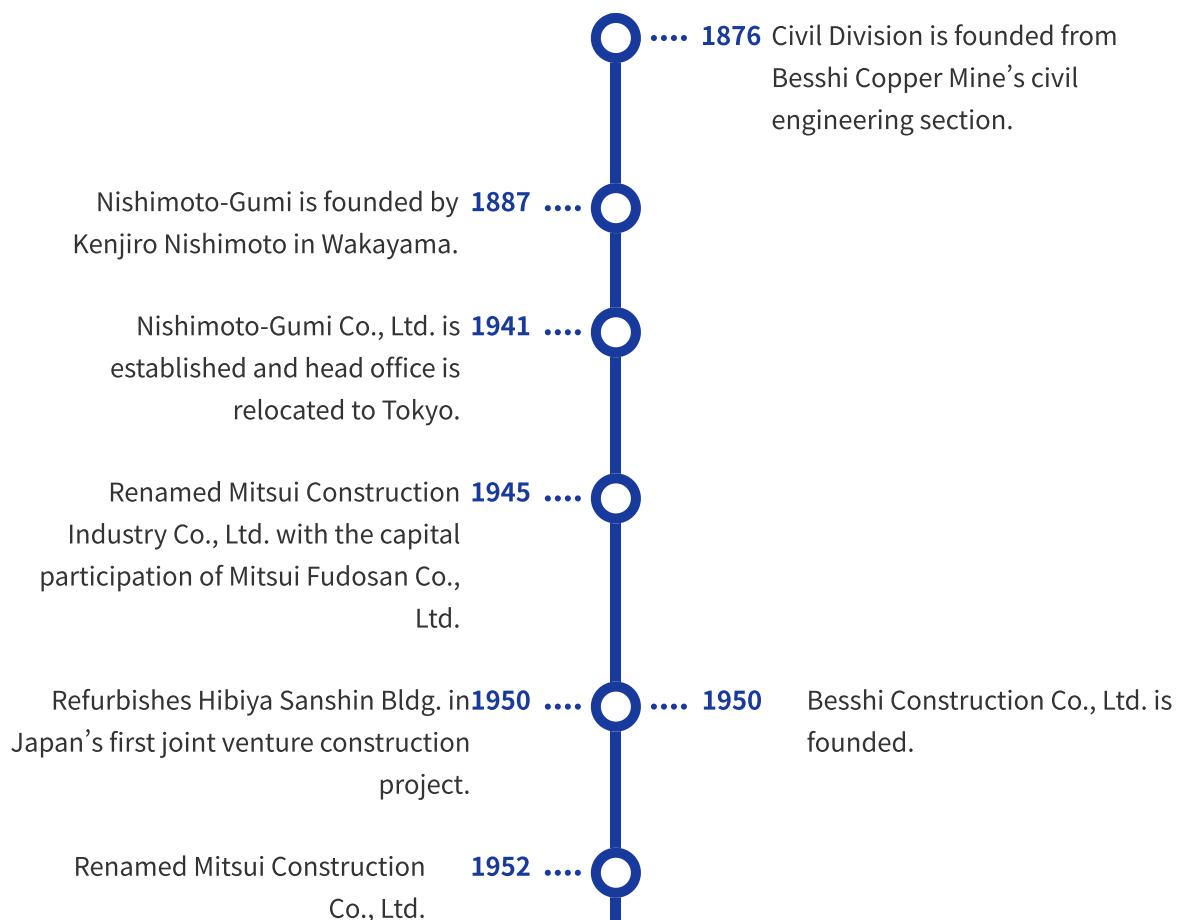 1876 Civil Division is founded from
Besshi Copper Mine’s civil
engineering section.
Nishimoto-Gumi is founded by 1887
Kenjiro Nishimoto in Wakayama.
Nishimoto-Gumi Co., Ltd. is 1941
established and head office is
relocated to Tokyo.
Renamed Mitsui Construction 1945
Industry Co., Ltd. with the capital
participation of Mitsui Fudosan Co.,
Ltd.
Refurbishes Hibiya Sanshin Bldg. in 1950
Japan’s first joint venture construction
project.
1950 Besshi Construction Co., Ltd. is
founded.
Renamed Mitsui Construction 1952
Co., Ltd.